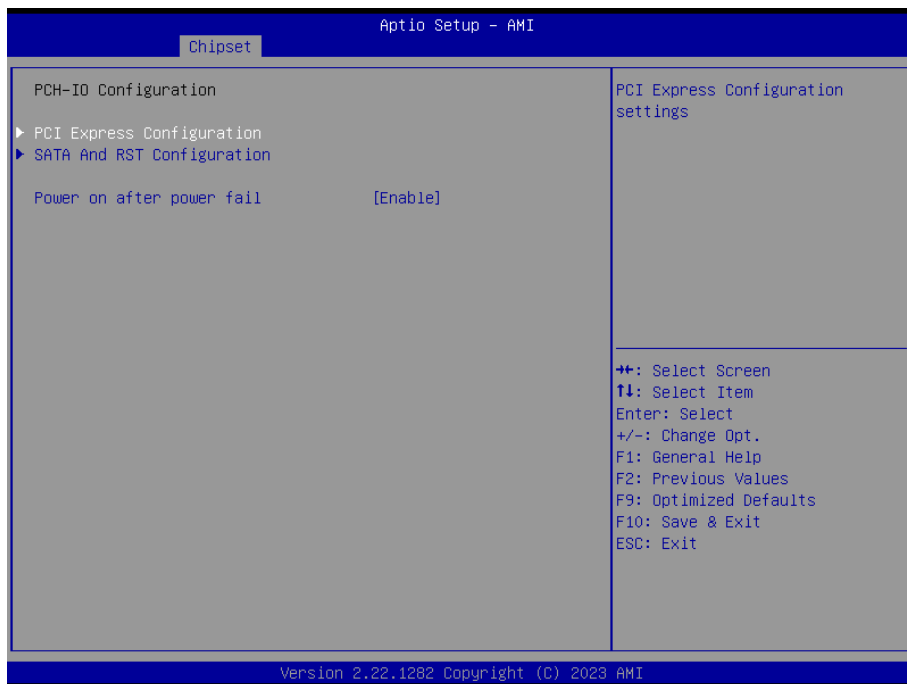 Aptio Setup – AMI
Chipset
PCH-IO Configuration
PCI Express Configuration
SATA And RST Configuration
Power on after power fail [Enable]
PCI Express Configuration
settings
→←: Select Screen
↑↓: Select Item
Enter: Select
+/-: Change Opt.
F1: General Help
F2: Previous Values
F9: Optimized Defaults
F10: Save & Exit
ESC: Exit
Version 2.22.1282 Copyright (C) 2023 AMI